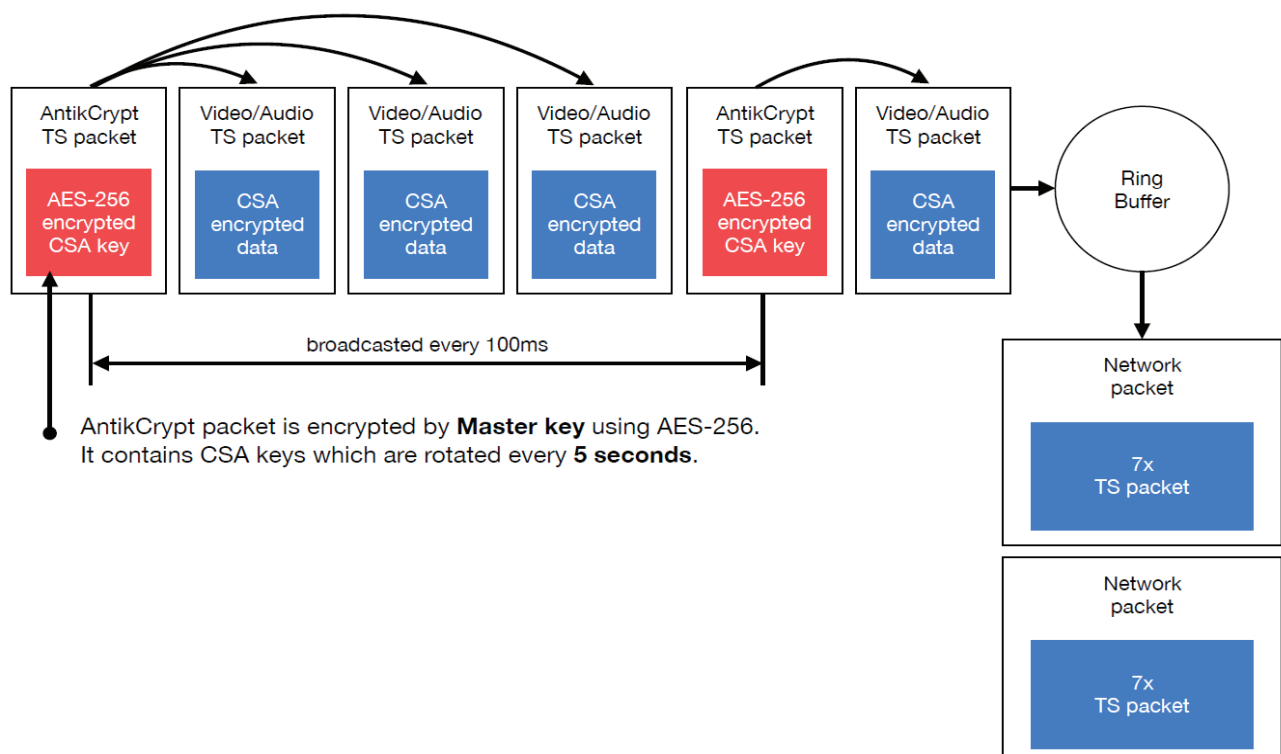 AntikCrypt
TS packet
AES-256
encrypted
CSA key
Video/Audio
TS packet
CSA
encrypted
data
Video/Audio
TS packet
CSA
encrypted
data
Video/Audio
TS packet
CSA
encrypted
data
AntikCrypt
TS packet
AES-256
encrypted
CSA key
Video/Audio
TS packet
CSA
encrypted
data
Ring
Buffer
broadcasted every 100ms
AntikCrypt packet is encrypted by Master key using AES-256.
It contains CSA keys which are rotated every 5 seconds.
Network
packet
7x
TS packet
Network
packet
7x
TS packet